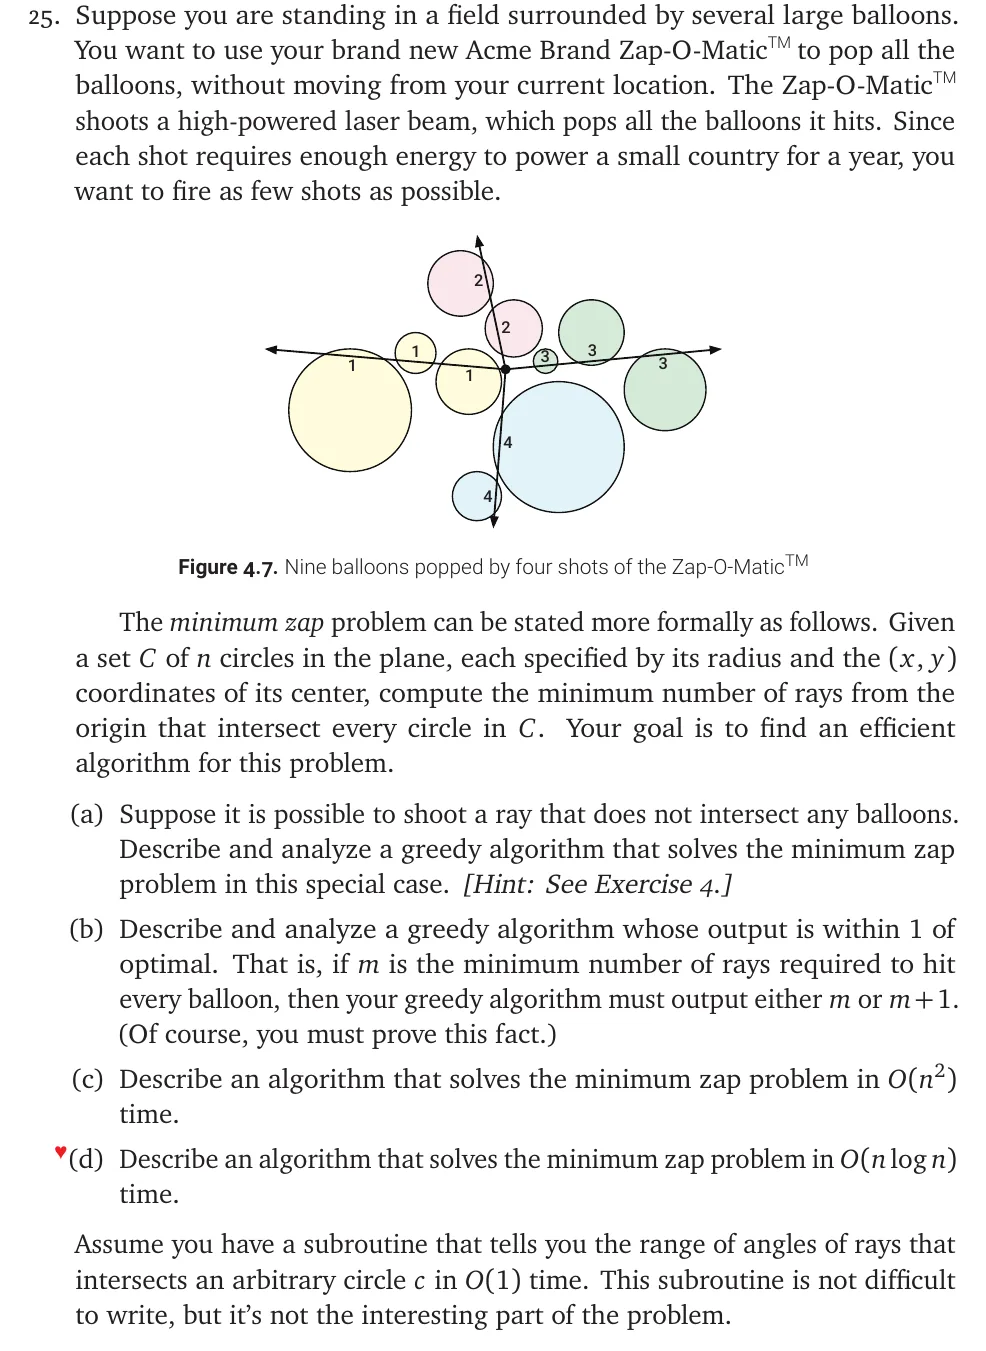 25. Suppose you are standing in a field surrounded by several large balloons.
You want to use your brand new Acme Brand Zap-O-Matic™ to pop all the
balloons, without moving from your current location. The Zap-O-Matic™
shoots a high-powered laser beam, which pops all the balloons it hits. Since
each shot requires enough energy to power a small country for a year, you
want to fire as few shots as possible.
2
2
1
1
1
3
3
3
4
4
Figure 4.7. Nine balloons popped by four shots of the Zap-O-Matic™
The minimum zap problem can be stated more formally as follows. Given
a set C of n circles in the plane, each specified by its radius and the (x, y)
coordinates of its center, compute the minimum number of rays from the
origin that intersect every circle in C. Your goal is to find an efficient
algorithm for this problem.
(a) Suppose it is possible to shoot a ray that does not intersect any balloons.
Describe and analyze a greedy algorithm that solves the minimum zap
problem in this special case. [Hint: See Exercise 4.]
(b) Describe and analyze a greedy algorithm whose output is within 1 of
optimal. That is, if m is the minimum number of rays required to hit
every balloon, then your greedy algorithm must output either m or m+1.
(Of course, you must prove this fact.)
(c) Describe an algorithm that solves the minimum zap problem in O(n²)
time.
♥(d) Describe an algorithm that solves the minimum zap problem in O(n log n)
time.
Assume you have a subroutine that tells you the range of angles of rays that
intersects an arbitrary circle c in O(1) time. This subroutine is not difficult
to write, but it's not the interesting part of the problem.